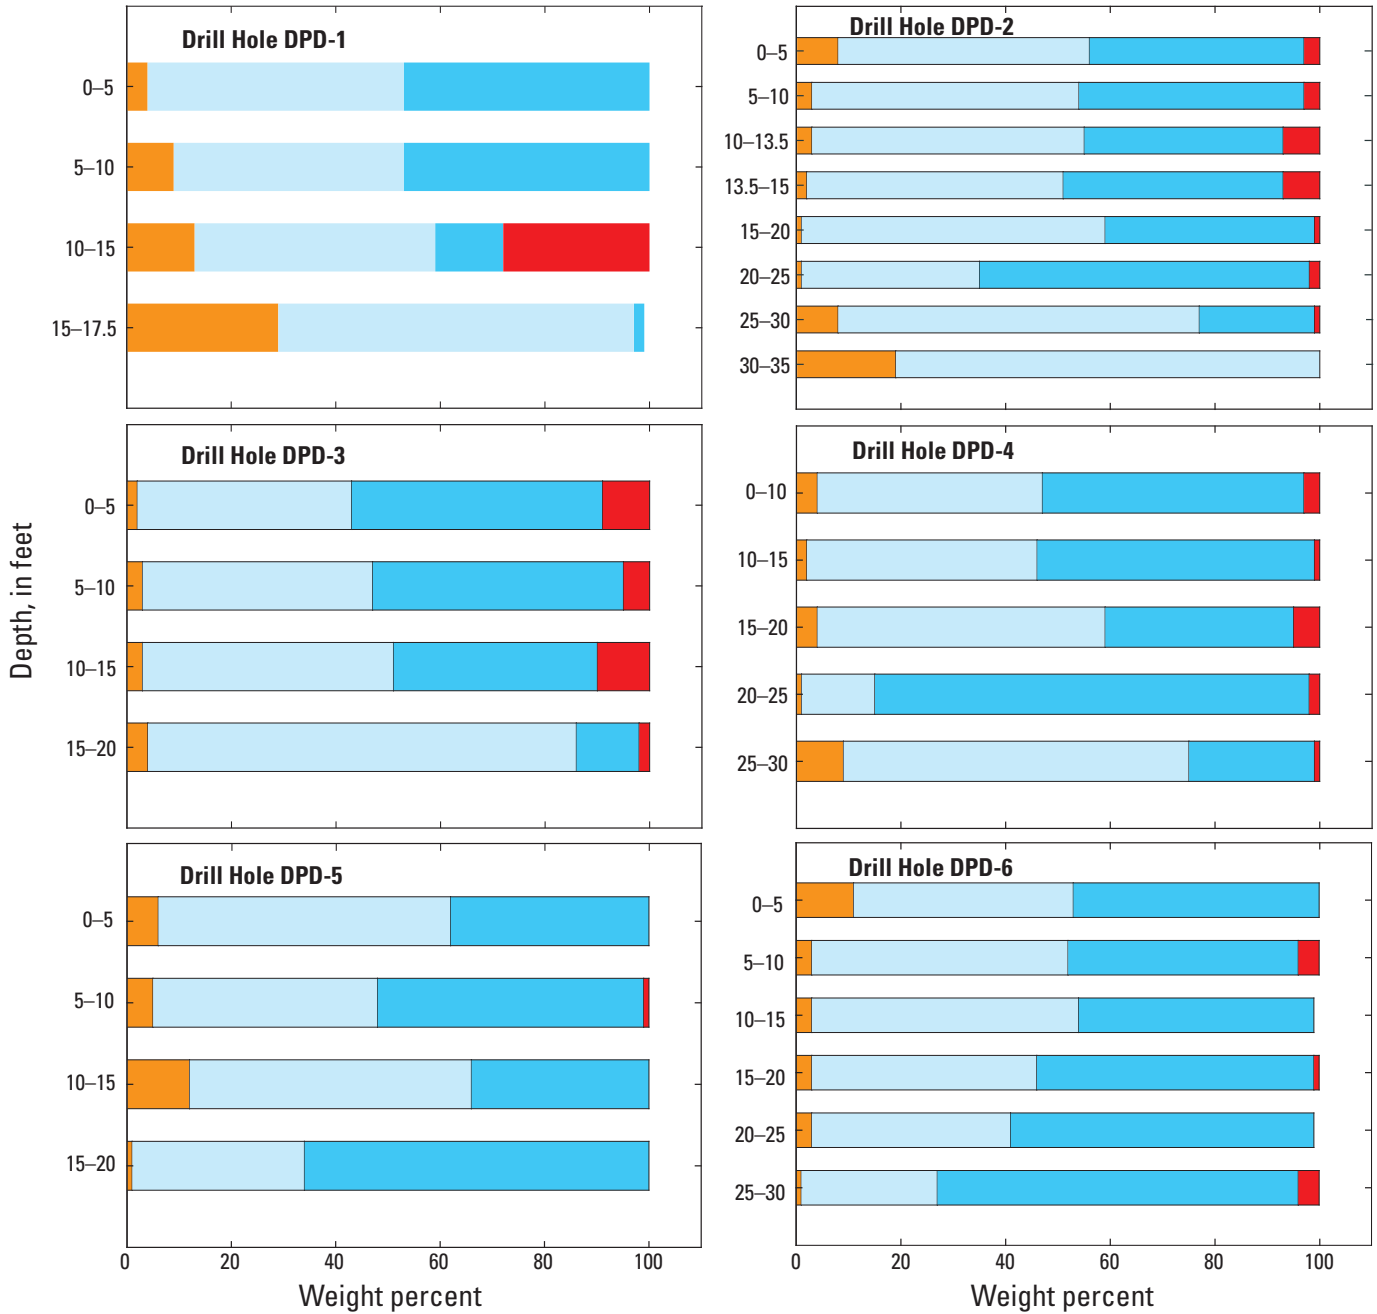 Drill Hole DPD-1
0–5
5–10
10–15
15–17.5
Drill Hole DPD-2
0–5
5–10
10–13.5
13.5–15
15–20
20–25
25–30
30–35
Depth, in feet
Drill Hole DPD-3
0–5
5–10
10–15
15–20
Drill Hole DPD-4
0–10
10–15
15–20
20–25
25–30
Drill Hole DPD-5
0–5
5–10
10–15
15–20
0 20 40 60 80 100
Weight percent
Drill Hole DPD-6
0–5
5–10
10–15
15–20
20–25
25–30
0 20 40 60 80 100
Weight percent